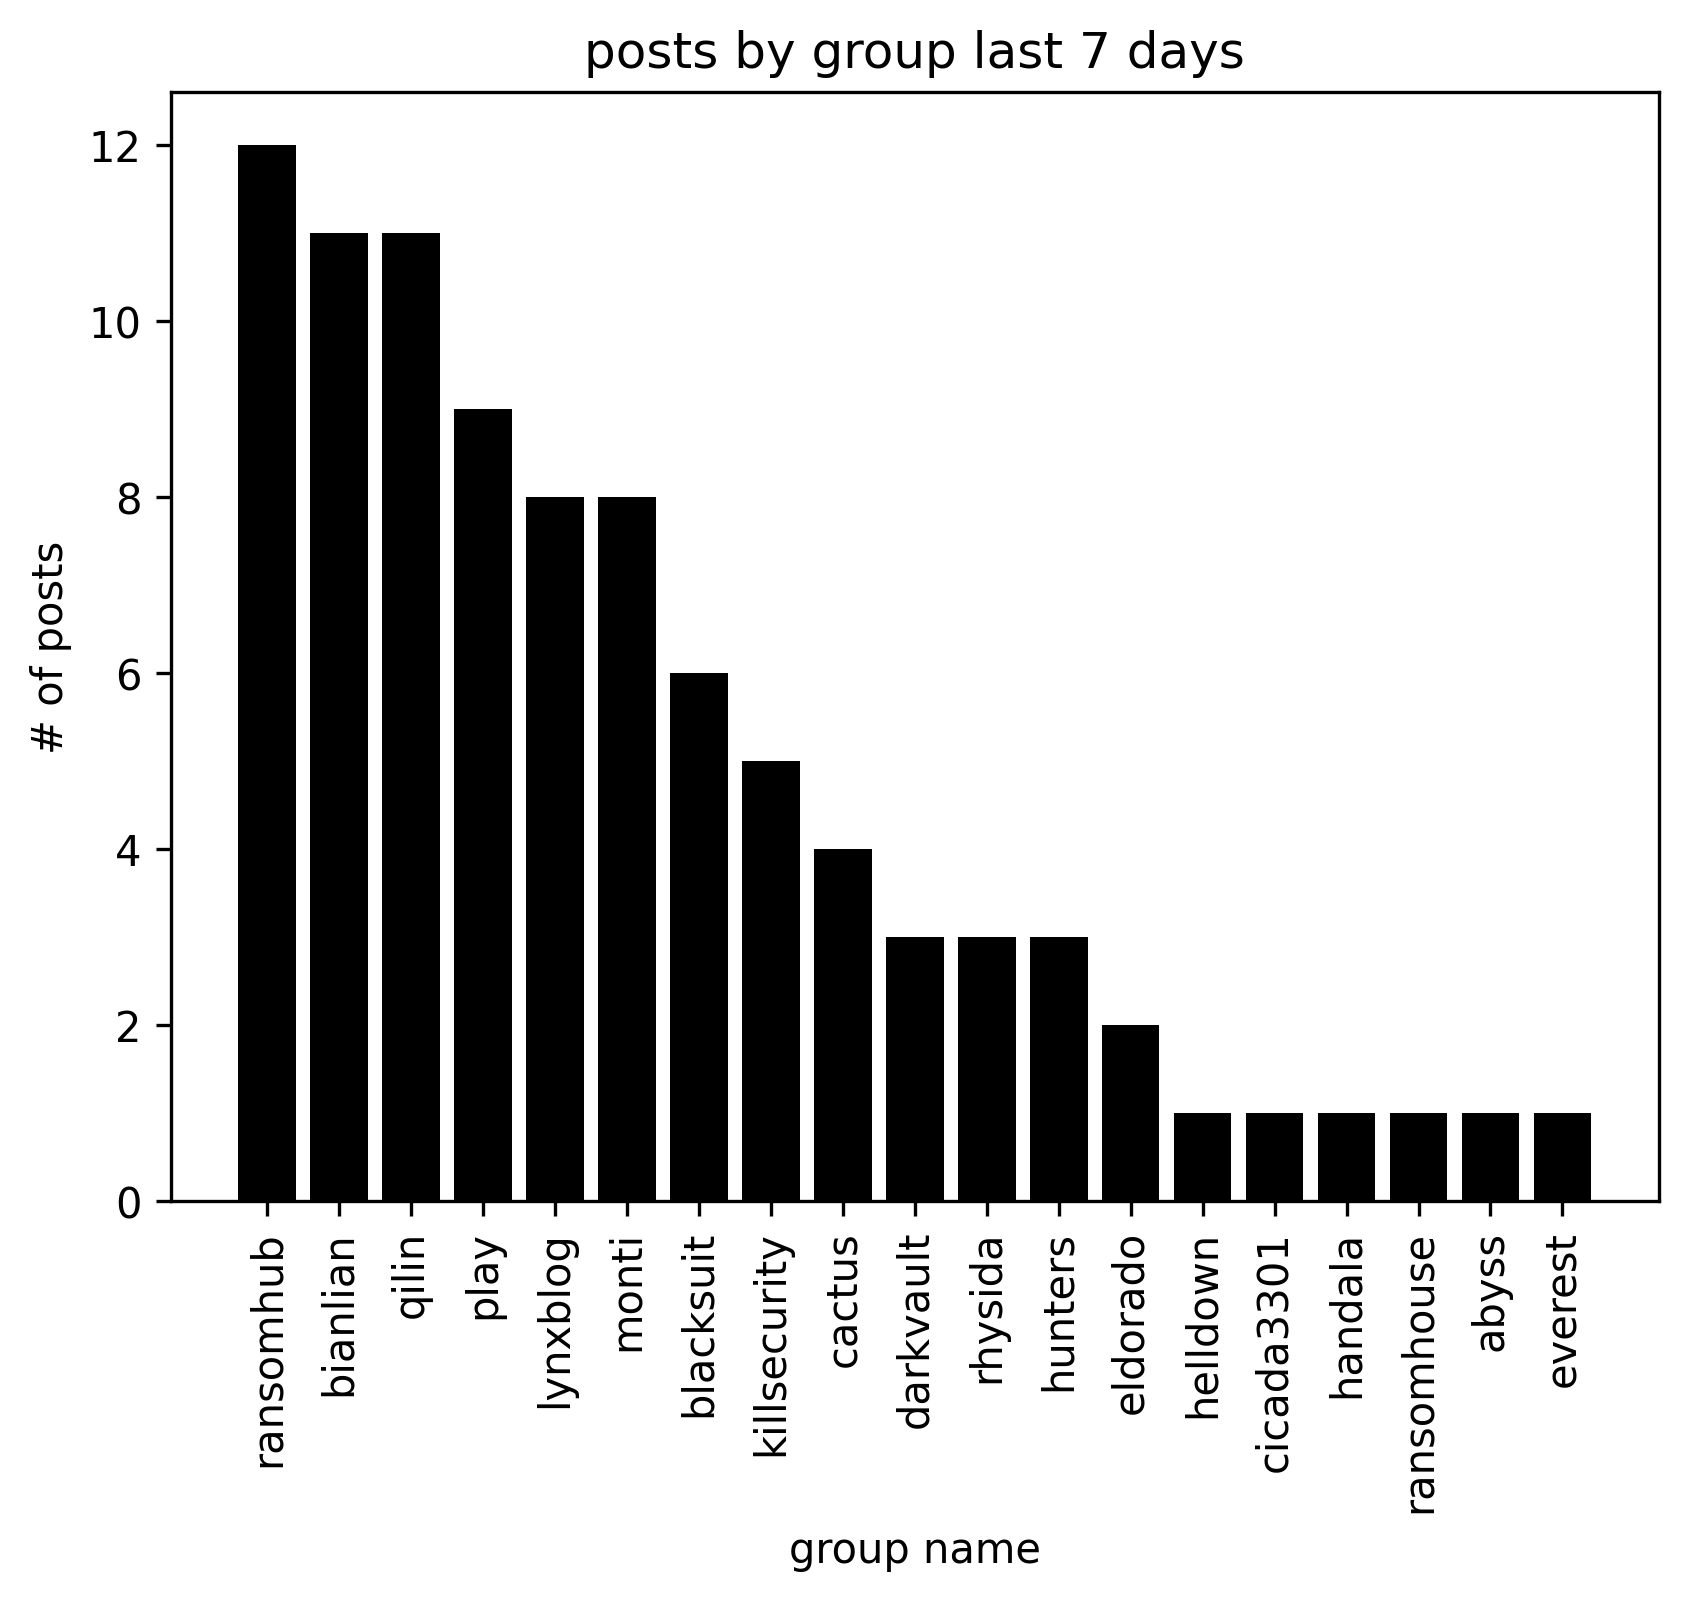 posts by group last 7 days
12
10
8
6
4
2
0
# of posts
ransomhub
bianlian
qilin
play
lynxblog
monti
blacksuit
killsecurity
cactus
darkvault
rhysida
hunters
eldorado
helldown
cicada3301
handala
ransomhouse
abyss
everest
group name